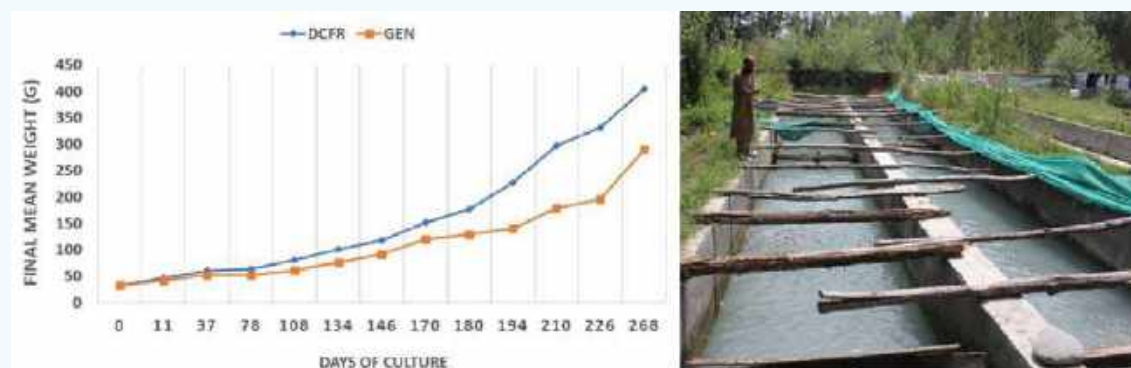 DCFR GEN
450
400
350
300
250
200
150
100
50
0
FINAL MEAN WEIGHT (G)
0 11 37 78 108 134 146 170 180 194 210 226 268
DAYS OF CULTURE